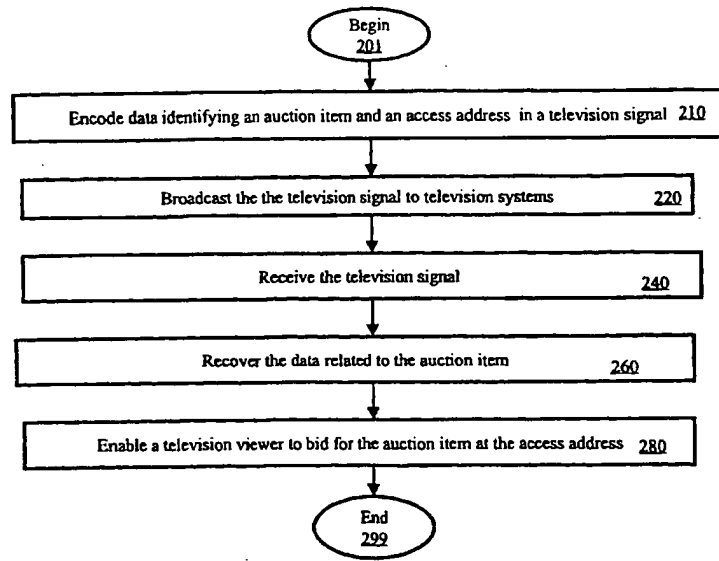 Begin
201
Encode data identifying an auction item and an access address in a television signal 210
Broadcast the the television signal to television systems 220
Receive the television signal 240
Recover the data related to the auction item 260
Enable a television viewer to bid for the auction item at the access address 280
End
299